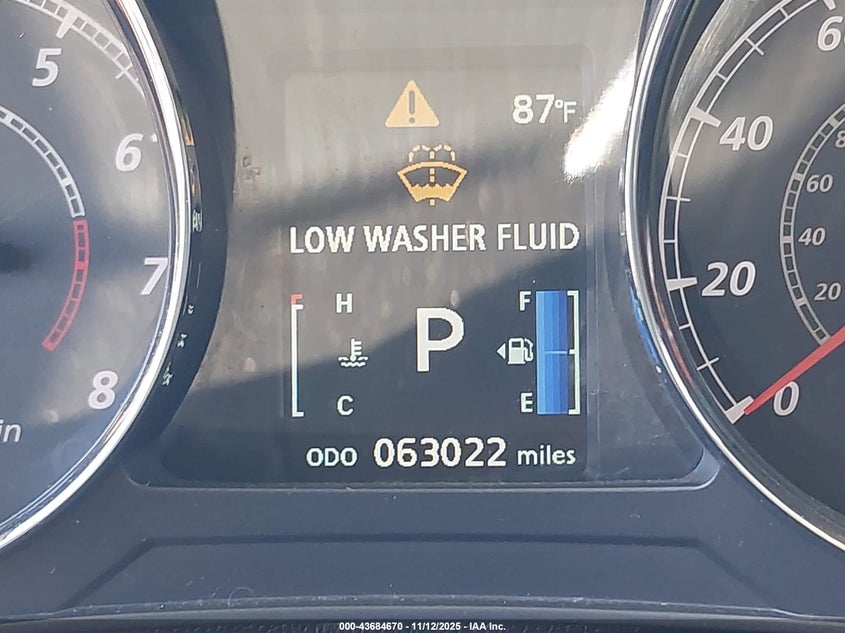 5
6
7
8
in
87°F
LOW WASHER FLUID
H
C
P
F
E
ODO 063022 miles
40
20
0
60
40
20
000-43684670 - 11/12/2025 - IAA Inc.